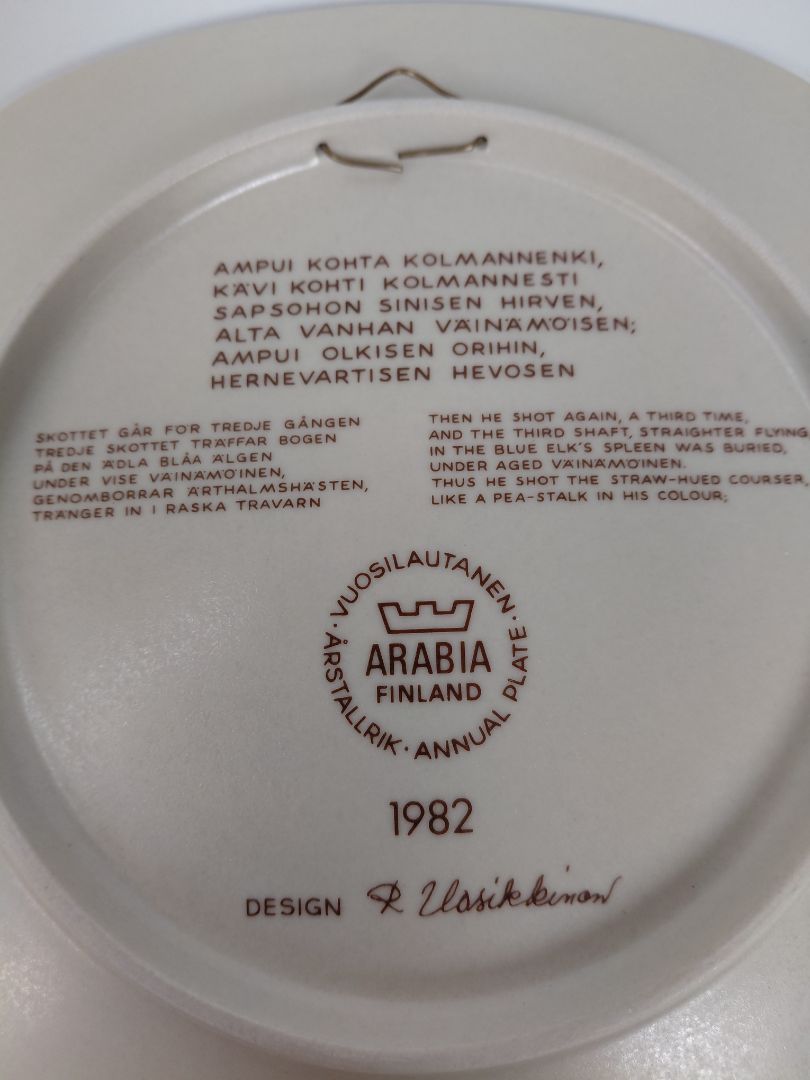 AMPUI KOHTA KOLMANNENKI,
KÄVI KOHTI KOLMANNESTI
SAPSOHON SINISEN HIRVEN,
ALTA VANHAN VÄINÄMÖISEN;
AMPUI OLKISEN ORIHIN,
HERNEVARTISEN HEVOSEN
SKOTTET GÅR FÖR TREDJE GÅNGEN
TREDJE SKOTTET TRÄFFAR BOGEN
PÅ DEN ÄDLA BLÅA ÄLGEN
UNDER VISE VÄINÄMÖINEN,
GENOMBORRAR ÄRTHALMSHÄSTEN,
TRÄNGER IN I RASKA TRAVARN
THEN HE SHOT AGAIN, A THIRD TIME,
AND THE THIRD SHAFT, STRAIGHTER FLYING
IN THE BLUE ELK'S SPLEEN WAS BURIED,
UNDER AGED VÄINÄMÖINEN.
THUS HE SHOT THE STRAW-HUED COURSER,
LIKE A PEA-STALK IN HIS COLOUR;
· VUOSILAUTANEN ·
ARABIA
FINLAND
ÅRSTALLRIK · ANNUAL PLATE ·
1982
DESIGN R Uosikkinen